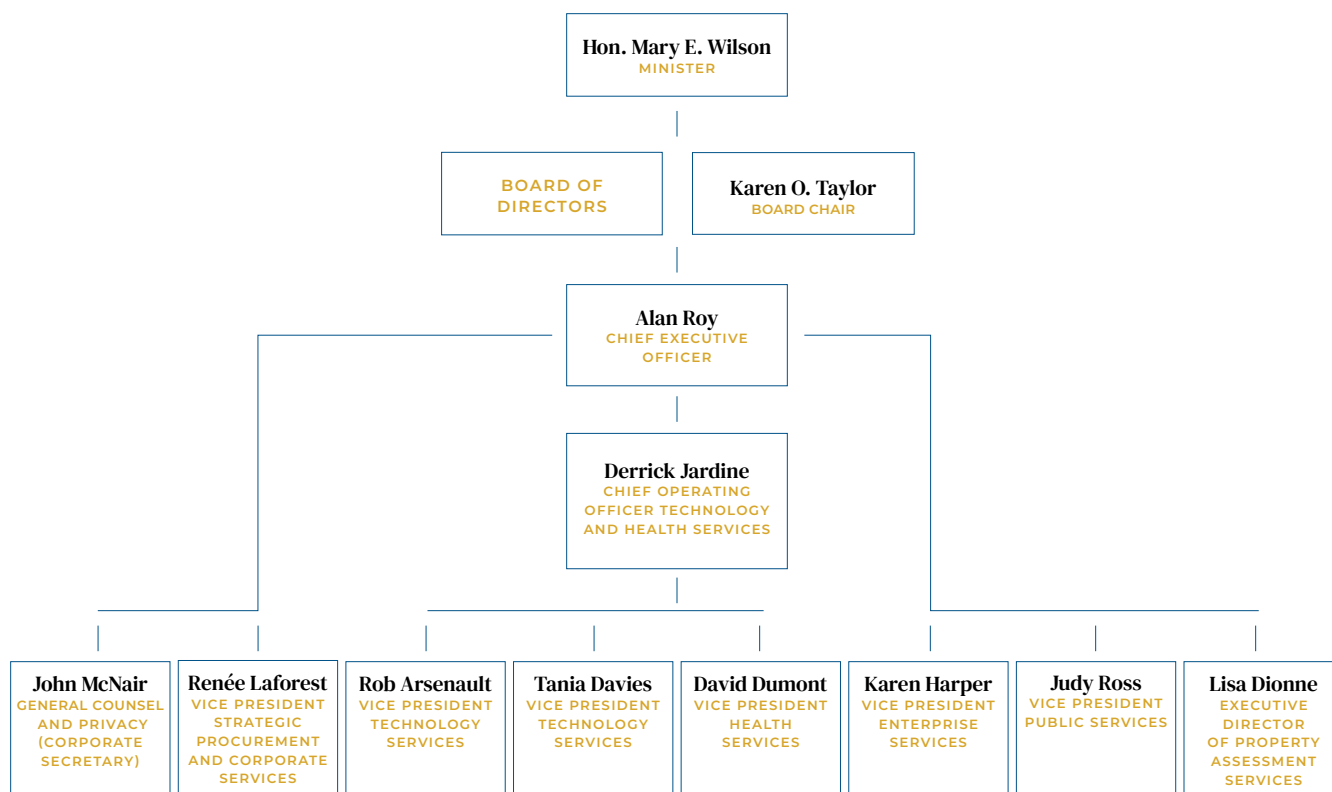 Hon. Mary E. Wilson
MINISTER
BOARD OF
DIRECTORS
Karen O. Taylor
BOARD CHAIR
Alan Roy
CHIEF EXECUTIVE
OFFICER
Derrick Jardine
CHIEF OPERATING
OFFICER TECHNOLOGY
AND HEALTH SERVICES
John McNair
GENERAL COUNSEL
AND PRIVACY
(CORPORATE
SECRETARY)
Renée Laforest
VICE PRESIDENT
STRATEGIC
PROCUREMENT
AND CORPORATE
SERVICES
Rob Arsenault
VICE PRESIDENT
TECHNOLOGY
SERVICES
Tania Davies
VICE PRESIDENT
TECHNOLOGY
SERVICES
David Dumont
VICE PRESIDENT
HEALTH
SERVICES
Karen Harper
VICE PRESIDENT
ENTERPRISE
SERVICES
Judy Ross
VICE PRESIDENT
PUBLIC SERVICES
Lisa Dionne
EXECUTIVE
DIRECTOR
OF PROPERTY
ASSESSMENT
SERVICES